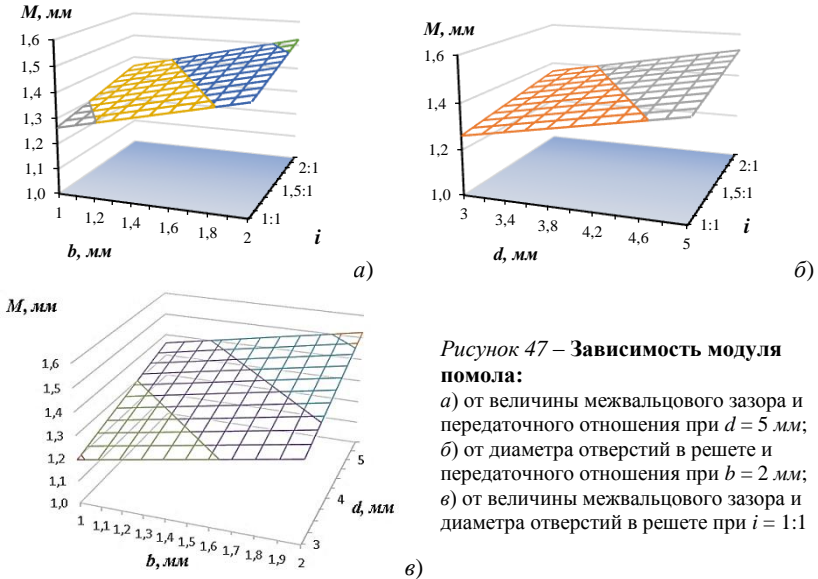 M, мм
1,6
1,5
1,4
1,3
1,2
1,1
1,0
1
1,2
1,4
1,6
1,8
2
b, мм
1:1
1,5:1
2:1
i
а)
M, мм
1,6
1,4
1,2
1,0
3
3,4
3,8
4,2
4,6
5
d, мм
1:1
1,5:1
2:1
i
б)
M, мм
1,6
1,5
1,4
1,3
1,2
1,1
1,0
1
1,1
1,2
1,3
1,4
1,5
1,6
1,7
1,8
1,9
2
b, мм
3
4
5
d, мм
в)
Рисунок 47 – Зависимость модуля
помола:
а) от величины межвальцового зазора и
передаточного отношения при d = 5 мм;
б) от диаметра отверстий в решете и
передаточного отношения при b = 2 мм;
в) от величины межвальцового зазора и
диаметра отверстий в решете при i = 1:1